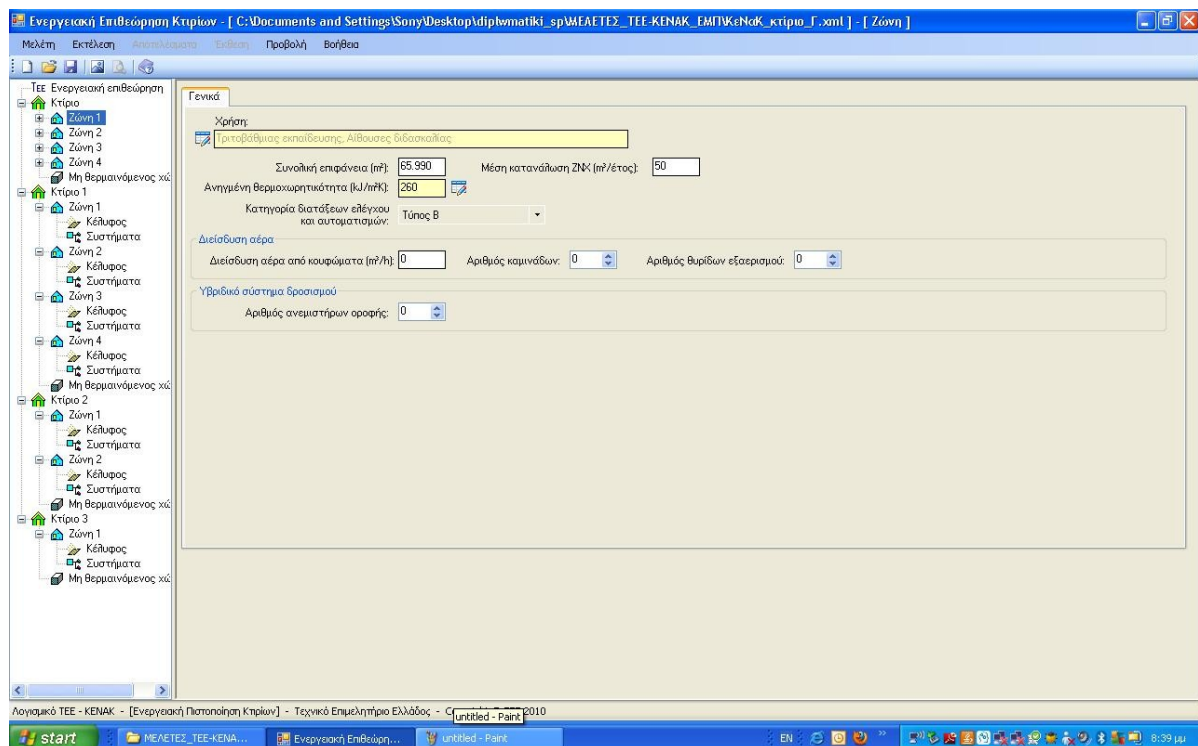 Ενεργειακή Επιθεώρηση Κτιρίων - [ C:\Documents and Settings\Sony\Desktop\diplwmatiki_sp\ΜΕΛΕΤΕΣ_ΤΕΕ-ΚΕΝΑΚ_ΕΜΠ\ΚεΝαΚ_κτιριο_Γ.xml ] - [ Ζώνη ]
Μελέτη Εκτέλεση Αποτελέσματα Έκθεση Προβολή Βοήθεια
ΤΕΕ Ενεργειακή επιθεώρηση
Κτίριο
Ζώνη 1
Ζώνη 2
Ζώνη 3
Ζώνη 4
Μη θερμαινόμενος χώ
Κτίριο 1
Ζώνη 1
Κέλυφος
Συστήματα
Ζώνη 2
Κέλυφος
Συστήματα
Ζώνη 3
Κέλυφος
Συστήματα
Ζώνη 4
Κέλυφος
Συστήματα
Μη θερμαινόμενος χώ
Κτίριο 2
Ζώνη 1
Κέλυφος
Συστήματα
Ζώνη 2
Κέλυφος
Συστήματα
Μη θερμαινόμενος χώ
Κτίριο 3
Ζώνη 1
Κέλυφος
Συστήματα
Μη θερμαινόμενος χώ
Γενικά
Χρήση:
Τριτοβάθμιας εκπαίδευσης, Αίθουσες διδασκαλίας
Συνολική επιφάνεια (m²): 65.990 Μέση κατανάλωση ΖΝΧ (m³/έτος): 50
Ανηγμένη θερμοχωρητικότητα (kJ/m²K): 260
Κατηγορία διατάξεων ελέγχου
και αυτοματισμών: Τύπος Β
Διείσδυση αέρα
Διείσδυση αέρα από κουφώματα (m³/h): 0 Αριθμός καμινάδων: 0 Αριθμός θυρίδων εξαερισμού: 0
Υβριδικό σύστημα δροσισμού
Αριθμός ανεμιστήρων οροφής: 0
Λογισμικό ΤΕΕ - ΚΕΝΑΚ - [Ενεργειακή Πιστοποίηση Κτιρίων] - Τεχνικό Επιμελητήριο Ελλάδος - 2010
untitled - Paint
start ΜΕΛΕΤΕΣ_ΤΕΕ-ΚΕΝΑ... Ενεργειακή Επιθεώρη... untitled - Paint EN 8:39 μμ